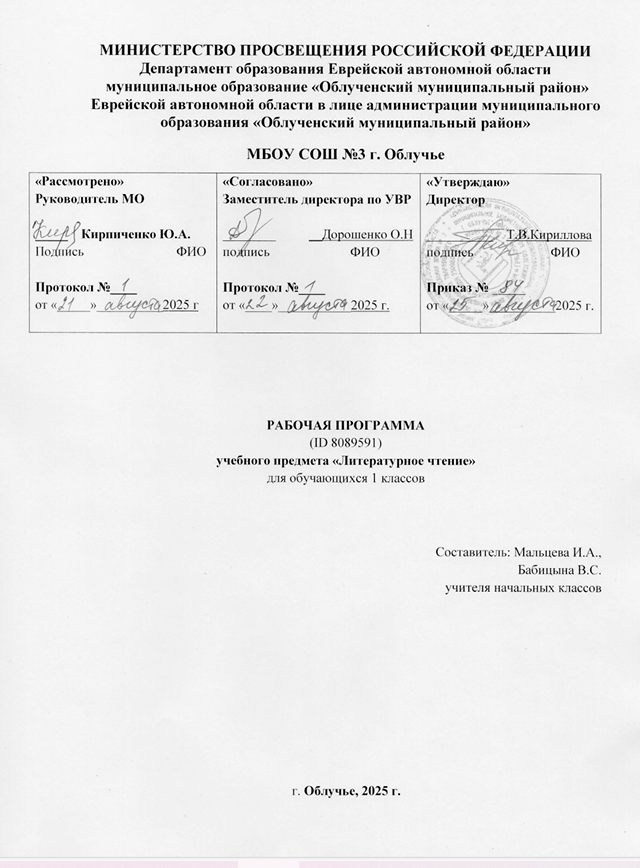 МИНИСТЕРСТВО ПРОСВЕЩЕНИЯ РОССИЙСКОЙ ФЕДЕРАЦИИ
Департамент образования Еврейской автономной области
муниципальное образование «Облученский муниципальный район»
Еврейской автономной области в лице администрации муниципального
образования «Облученский муниципальный район»
МБОУ СОШ №3 г. Облучье
«Рассмотрено»
Руководитель МО
Кирпиченко Ю.А.
Подпись ФИО
Протокол № 1
от «21» августа 2025 г
«Согласовано»
Заместитель директора по УВР
Дорошенко О.Н
подпись ФИО
Протокол № 1
от «22» августа 2025 г.
«Утверждаю»
Директор
Т.В.Кириллова
подпись ФИО
Приказ № 84
от «25» августа 2025 г.
РАБОЧАЯ ПРОГРАММА
(ID 8089591)
учебного предмета «Литературное чтение»
для обучающихся 1 классов
Составитель: Мальцева И.А.,
Бабицына В.С.
учителя начальных классов
г. Облучье, 2025 г.